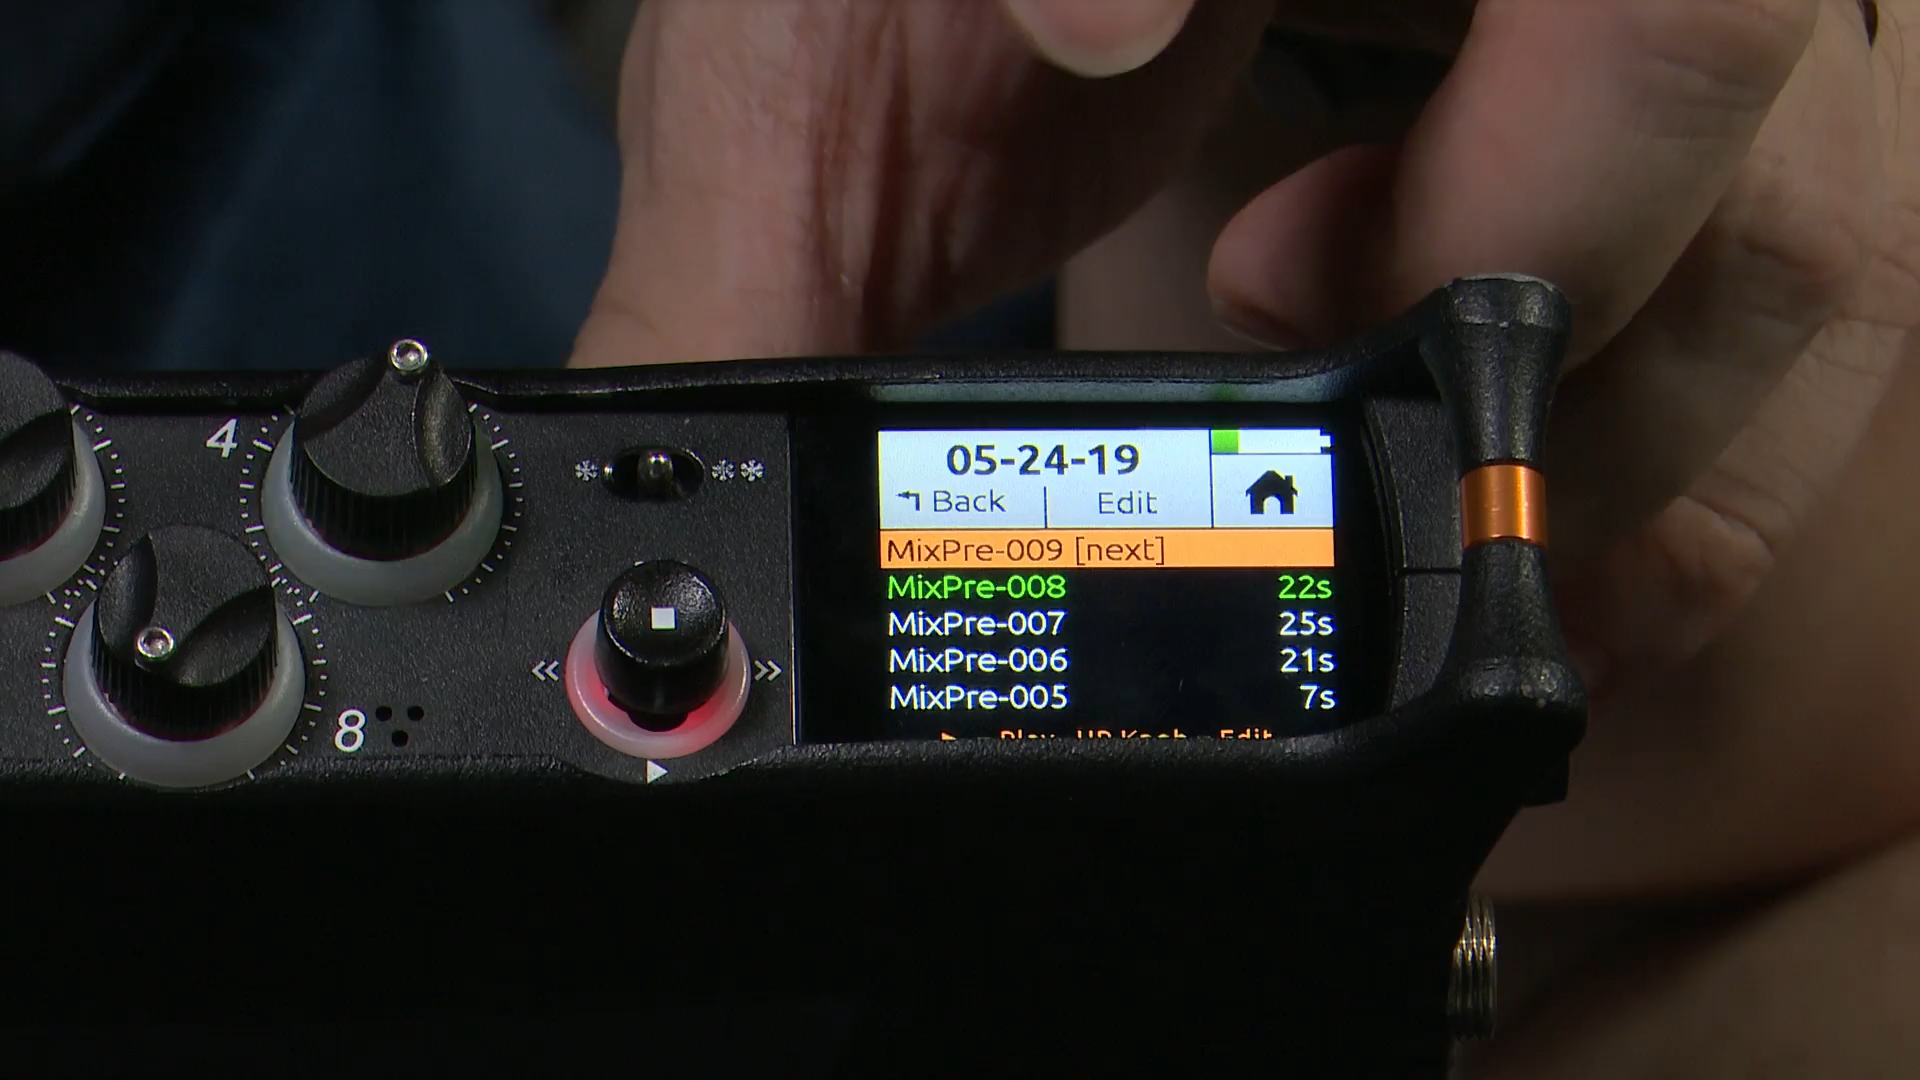 4
8
05-24-19
Back Edit
MixPre-009 [next]
MixPre-008 22s
MixPre-007 25s
MixPre-006 21s
MixPre-005 7s
Edit